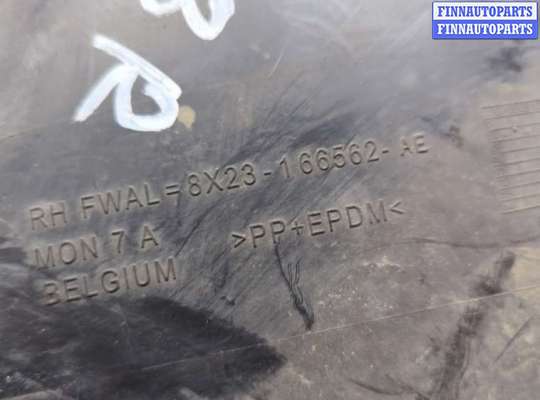 FINNAUTOPARTS
FINNAUTOPARTS
RH FWAL=8X23-166562-AE
MON 7 A >PP+EPDM<
BELGIUM